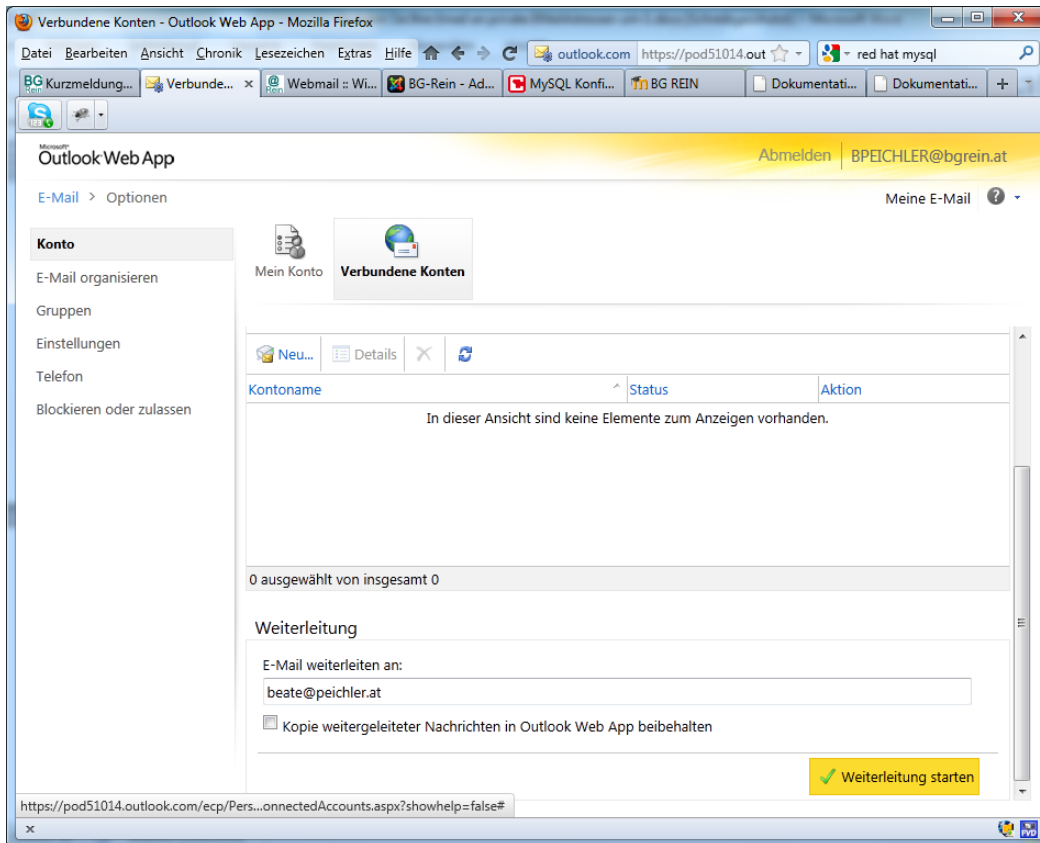 Verbundene Konten - Outlook Web App - Mozilla Firefox
Datei Bearbeiten Ansicht Chronik Lesezeichen Extras Hilfe
outlook.com https://pod51014.out
red hat mysql
BG Rein Kurzmeldung... Verbunde... x Webmail :: Wi... BG-Rein - Ad... MySQL Konfi... BG REIN Dokumentati... Dokumentati... +
Microsoft®
Outlook Web App
Abmelden BPEICHLER@bgrein.at
E-Mail > Optionen
Meine E-Mail ?
Konto
E-Mail organisieren
Gruppen
Einstellungen
Telefon
Blockieren oder zulassen
Mein Konto
Verbundene Konten
Neu... Details
Kontoname Status Aktion
In dieser Ansicht sind keine Elemente zum Anzeigen vorhanden.
0 ausgewählt von insgesamt 0
Weiterleitung
E-Mail weiterleiten an:
beate@peichler.at
Kopie weitergeleiteter Nachrichten in Outlook Web App beibehalten
Weiterleitung starten
https://pod51014.outlook.com/ecp/Pers...onnectedAccounts.aspx?showhelp=false#
x
PVD